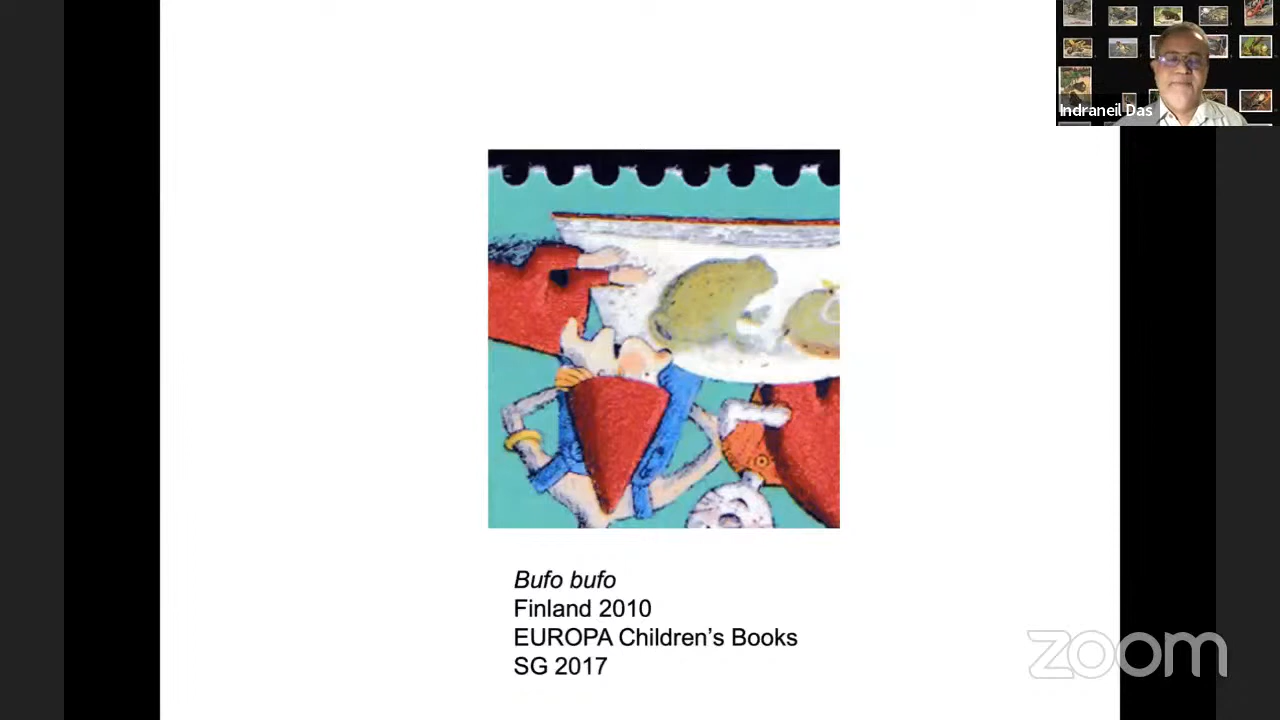 Indraneil Das
Bufo bufo
Finland 2010
EUROPA Children's Books
SG 2017
zoom